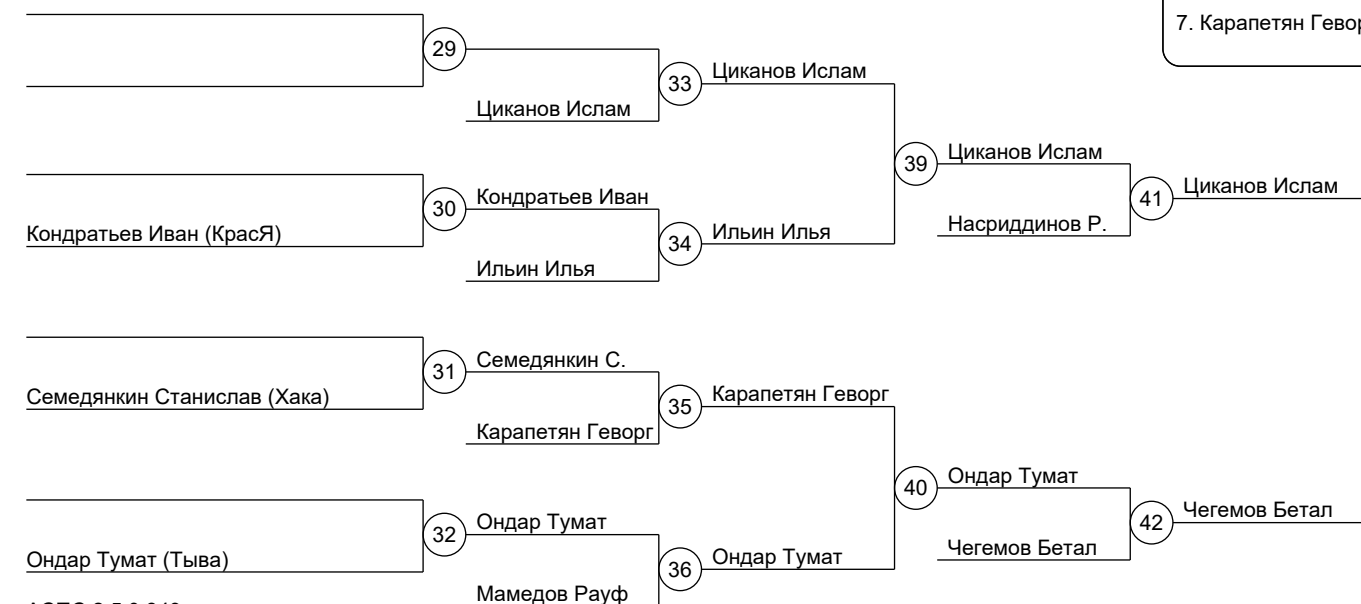 7. Карапетян Гевор
29
33
Циканов Ислам
Циканов Ислам
39
Циканов Ислам
41
Циканов Ислам
30
Кондратьев Иван
Кондратьев Иван (КрасЯ)
34
Ильин Илья
Насриддинов Р.
Ильин Илья
31
Семедянкин С.
Семедянкин Станислав (Хака)
35
Карапетян Геворг
Карапетян Геворг
40
Ондар Тумат
42
Чегемов Бетал
32
Ондар Тумат
Ондар Тумат (Тыва)
36
Ондар Тумат
Чегемов Бетал
Мамедов Рауф